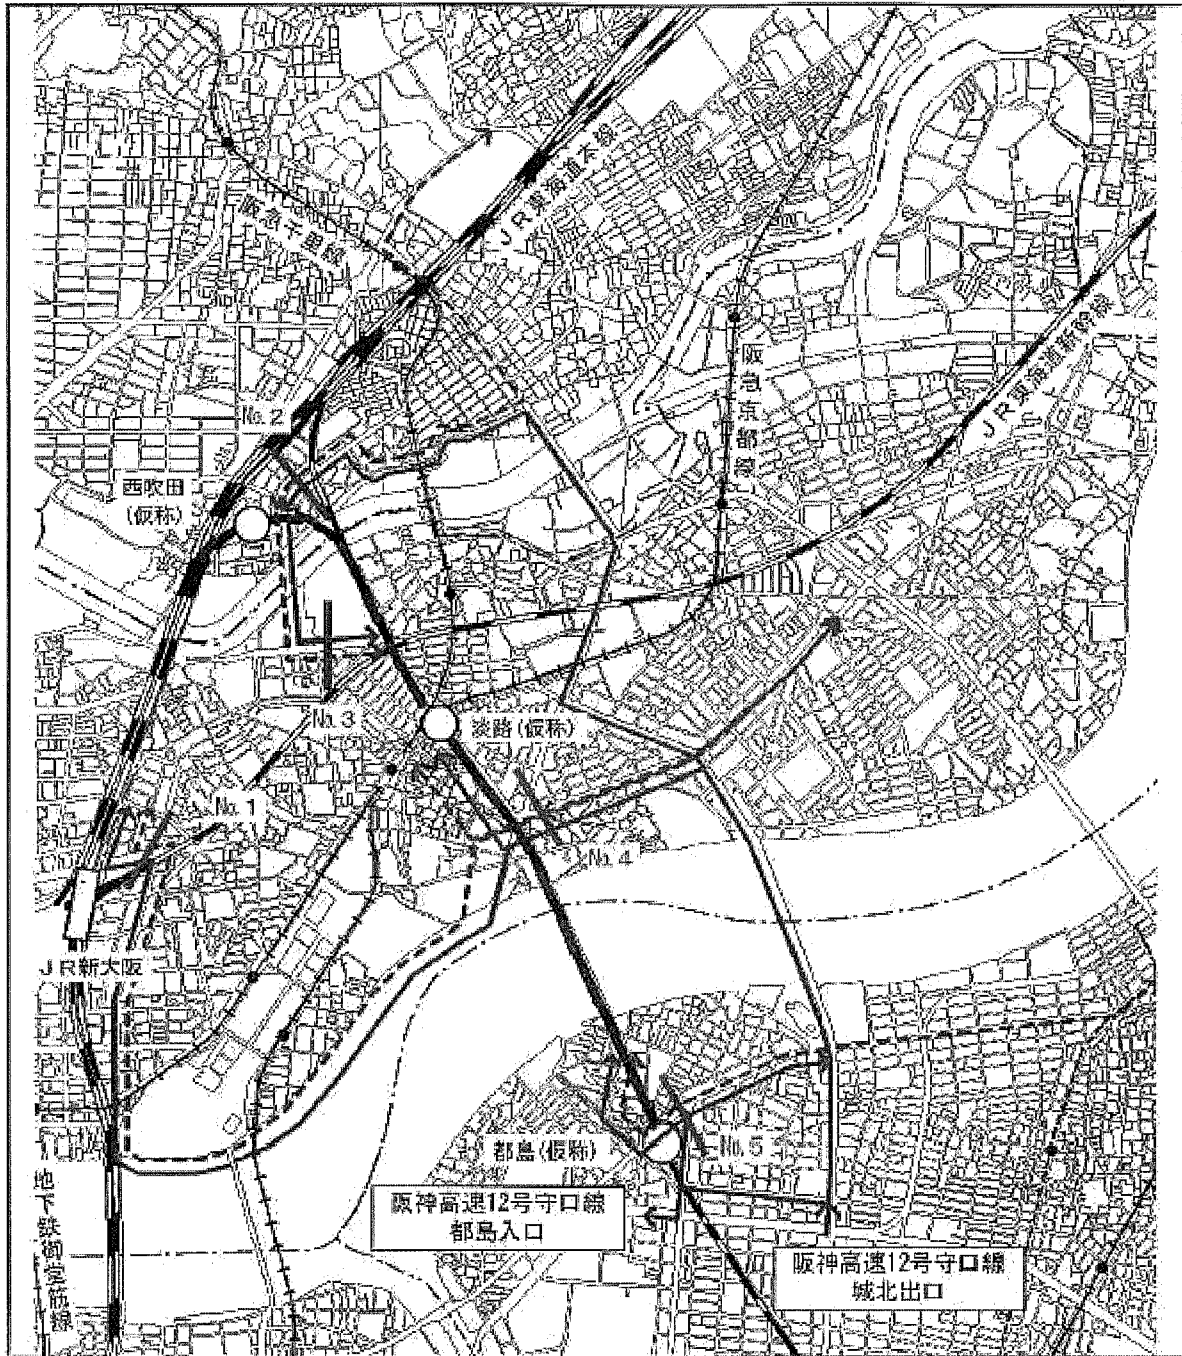 阪急千里線
JR東海道本線
No.2
阪急京都線
JR東海道新幹線
西吹田
(仮称)
No.3
淡路(仮称)
No.1
No.4
JR新大阪
都島(仮称)
No.5
地下鉄御堂筋線
阪神高速12号守口線
都島入口
阪神高速12号守口線
城北出口